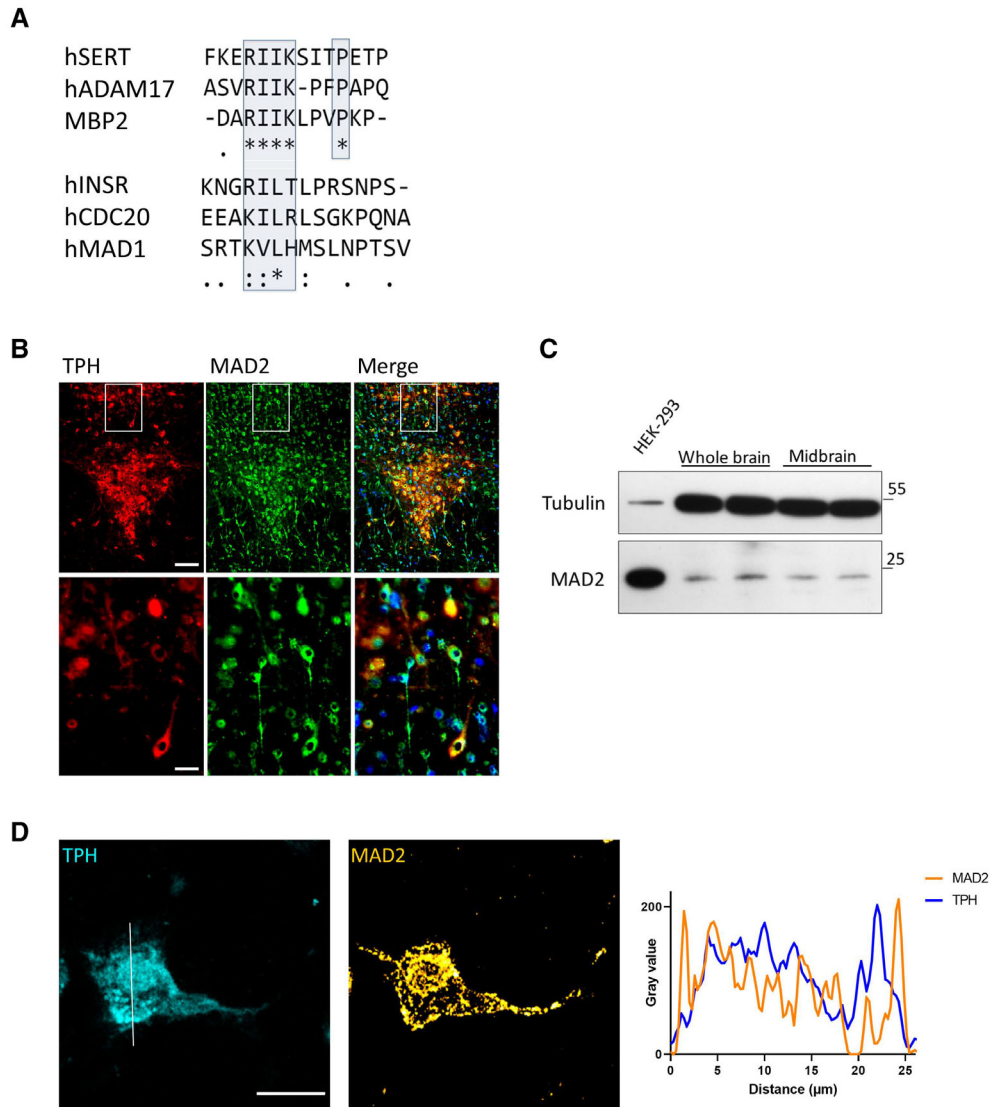 A
hSERT FKERIIKSITPETP
hADAM17 ASVRIIK-PFPAPQ
MBP2 -DARIIKLPVPKP-
. **** *
hINSR KNGRILTLPRSNPS-
hCDC20 EEAKILRLSGKPQNA
hMAD1 SRTKVLHMSLNPTSV
.. ::* : . .
B
TPH MAD2 Merge
C
HEK-293
Whole brain Midbrain
Tubulin 55
MAD2 25
D
TPH
MAD2
MAD2
TPH
Gray value
200
0
0 5 10 15 20 25
Distance (µm)